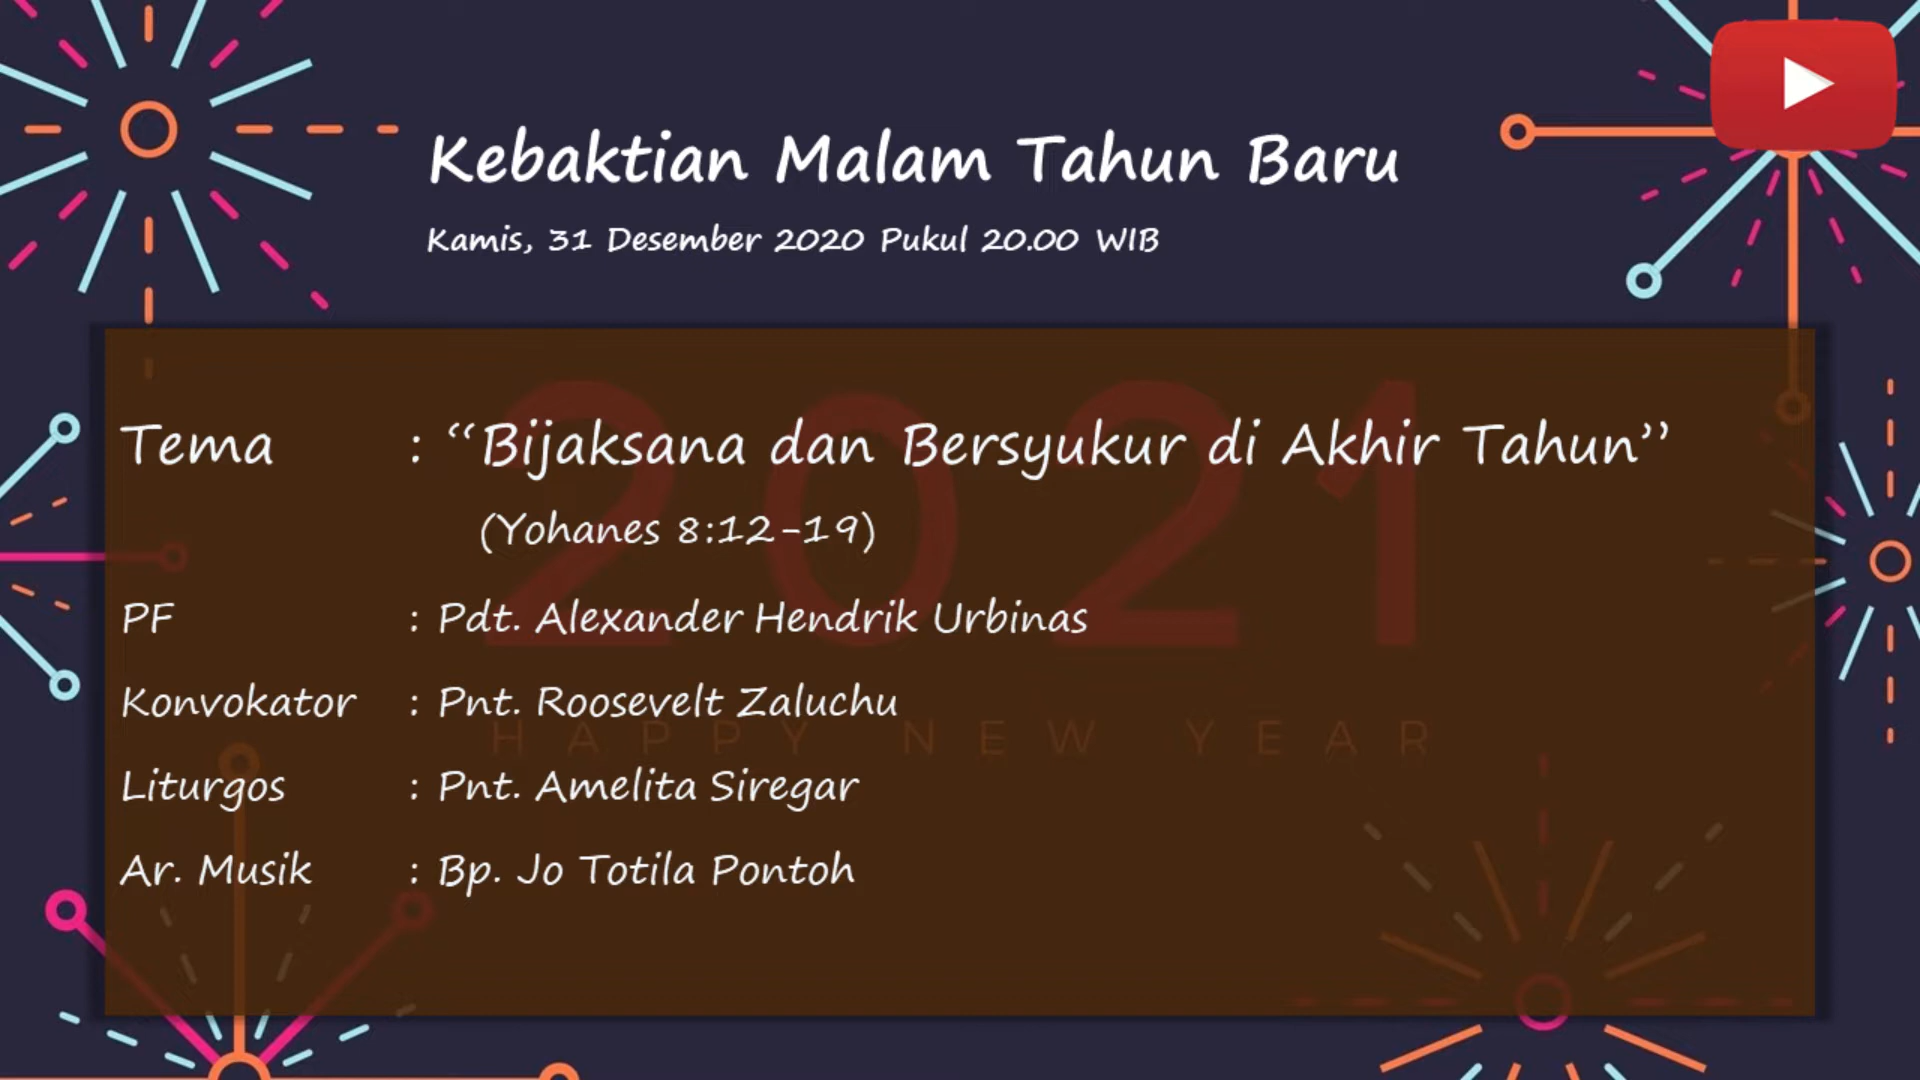 Kebaktian Malam Tahun Baru
Kamis, 31 Desember 2020 Pukul 20.00 WIB
2021
Tema : “Bijaksana dan Bersyukur di Akhir Tahun”
(Yohanes 8:12-19)
PF : Pdt. Alexander Hendrik Urbinas
Konvokator : Pnt. Roosevelt Zaluchu
HAPPY NEW YEAR
Liturgos : Pnt. Amelita Siregar
Ar. Musik : Bp. Jo Totila Pontoh